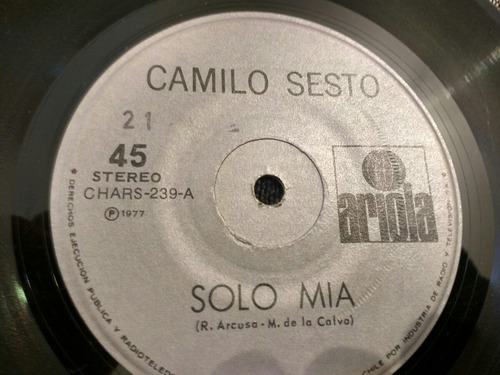 CAMILO SESTO
21
45
STEREO
CHARS-239-A
℗ 1977
ariola
SOLO MIA
(R. Arcusa - M. de la Calva)
* DERECHOS EJECUCION PUBLICA Y RADIOTELED
CHILE POR INDUSTRIA DE RADIO Y TELEVISION